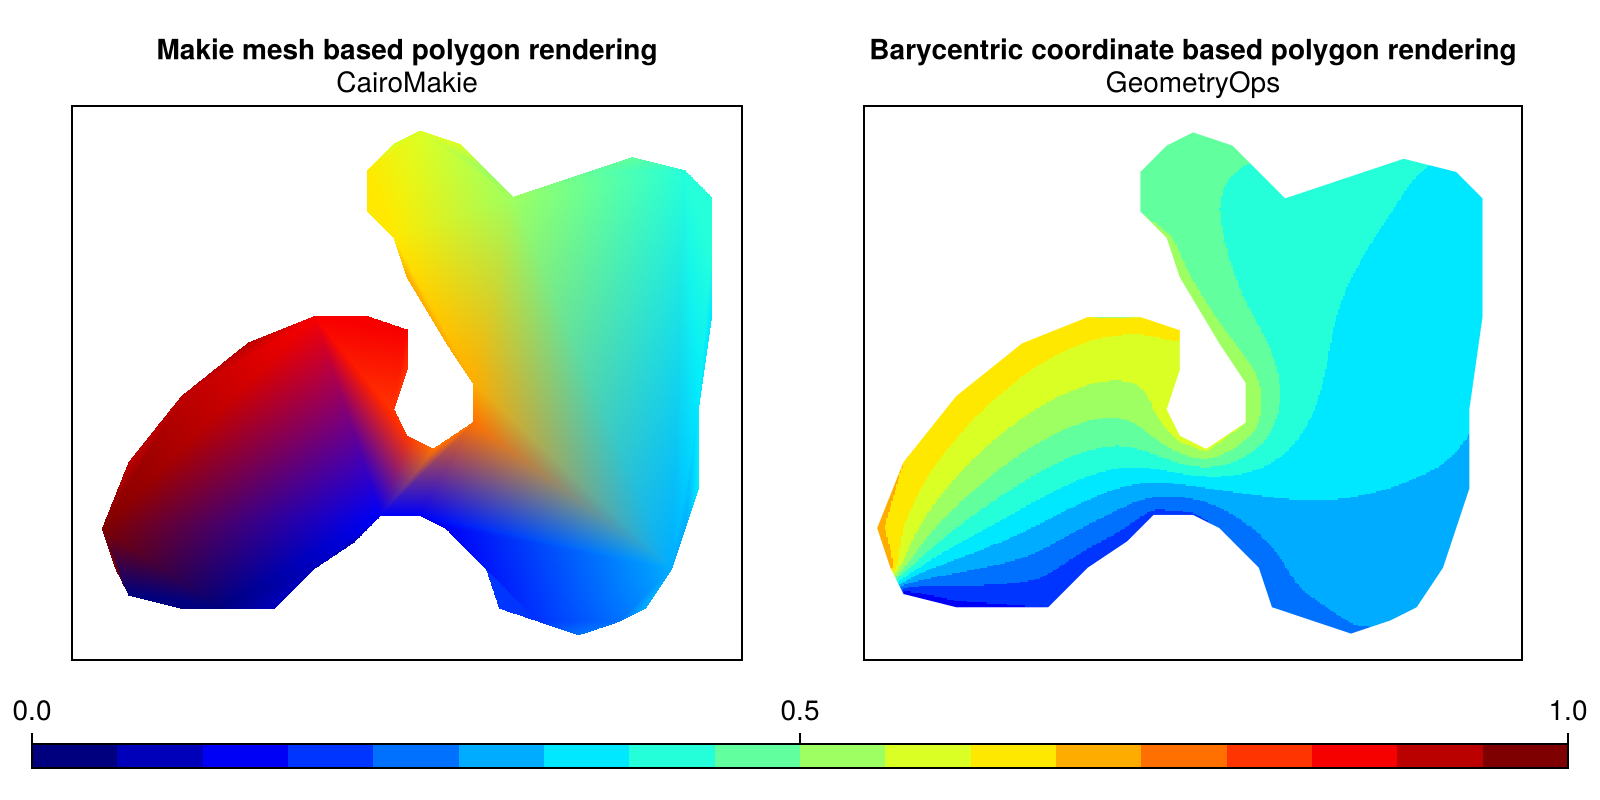 Makie mesh based polygon rendering
CairoMakie
Barycentric coordinate based polygon rendering
GeometryOps
0.0
0.5
1.0